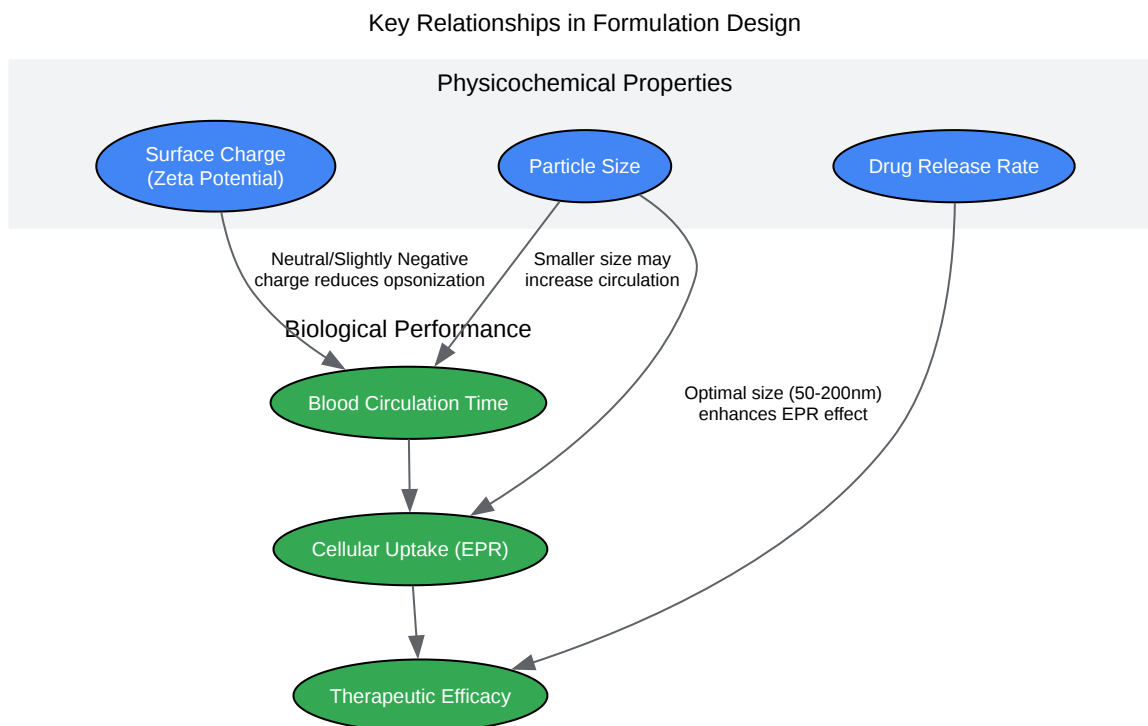 Key Relationships in Formulation Design
Physicochemical Properties
Surface Charge
(Zeta Potential)
Particle Size
Drug Release Rate
Neutral/Slightly Negative
charge reduces opsonization
Smaller size may
increase circulation
Biological Performance
Optimal size (50-200nm)
enhances EPR effect
Blood Circulation Time
Cellular Uptake (EPR)
Therapeutic Efficacy